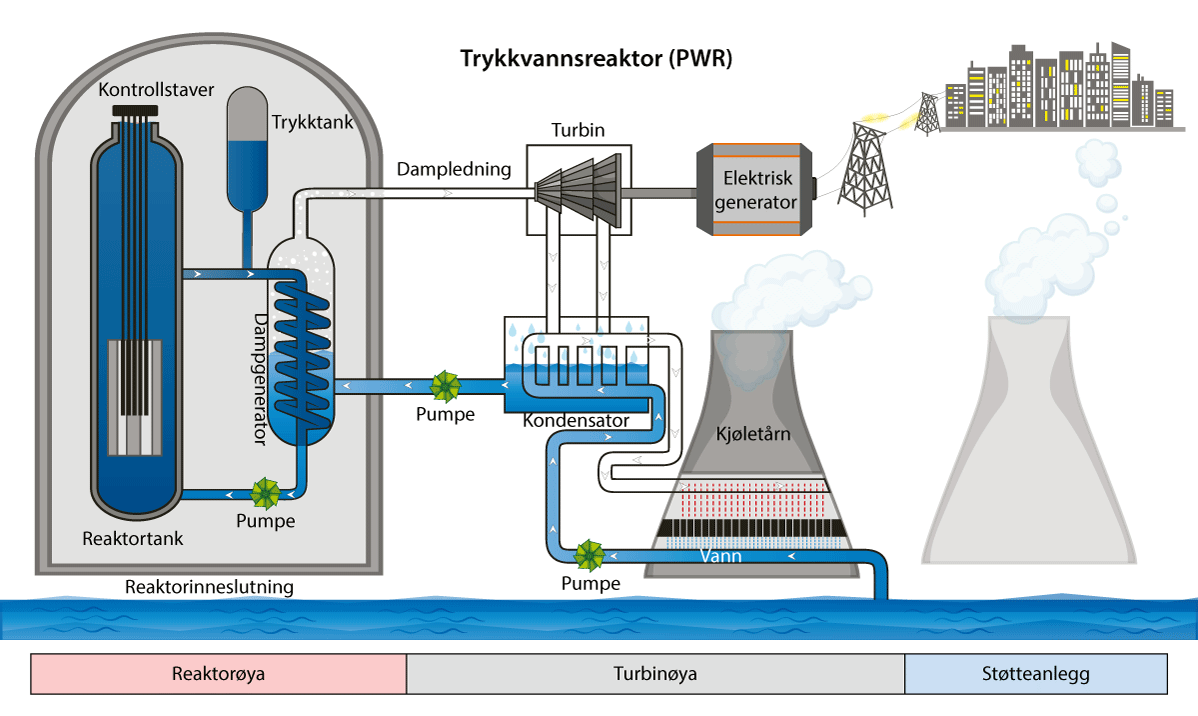 Trykkvannsreaktor (PWR)
Kontrollstaver
Trykktank
Turbin
Dampledning
Elektrisk
generator
Dampgenerator
Pumpe
Kondensator
Kjøletårn
Pumpe
Reaktortank
Vann
Pumpe
Reaktorinneslutning
Reaktorøya
Turbinøya
Støtteanlegg